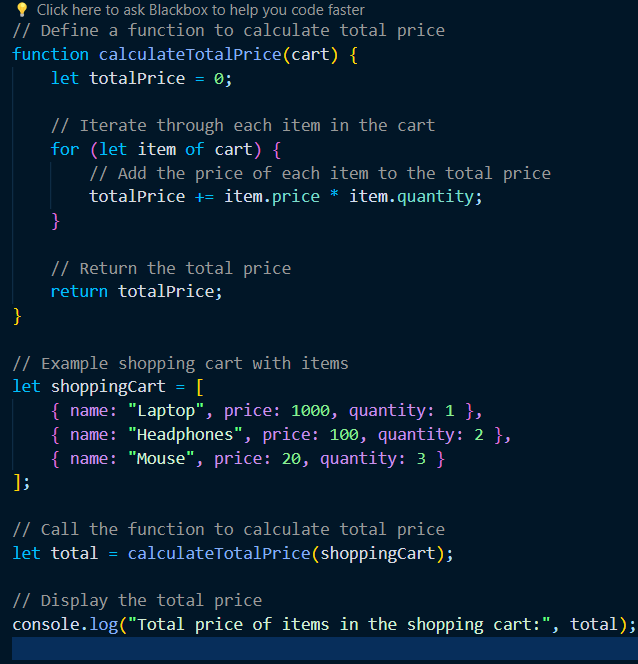 Click here to ask Blackbox to help you code faster
// Define a function to calculate total price
function calculateTotalPrice(cart) {
    let totalPrice = 0;

    // Iterate through each item in the cart
    for (let item of cart) {
        // Add the price of each item to the total price
        totalPrice += item.price * item.quantity;
    }

    // Return the total price
    return totalPrice;
}

// Example shopping cart with items
let shoppingCart = [
    { name: "Laptop", price: 1000, quantity: 1 },
    { name: "Headphones", price: 100, quantity: 2 },
    { name: "Mouse", price: 20, quantity: 3 }
];

// Call the function to calculate total price
let total = calculateTotalPrice(shoppingCart);

// Display the total price
console.log("Total price of items in the shopping cart:", total);